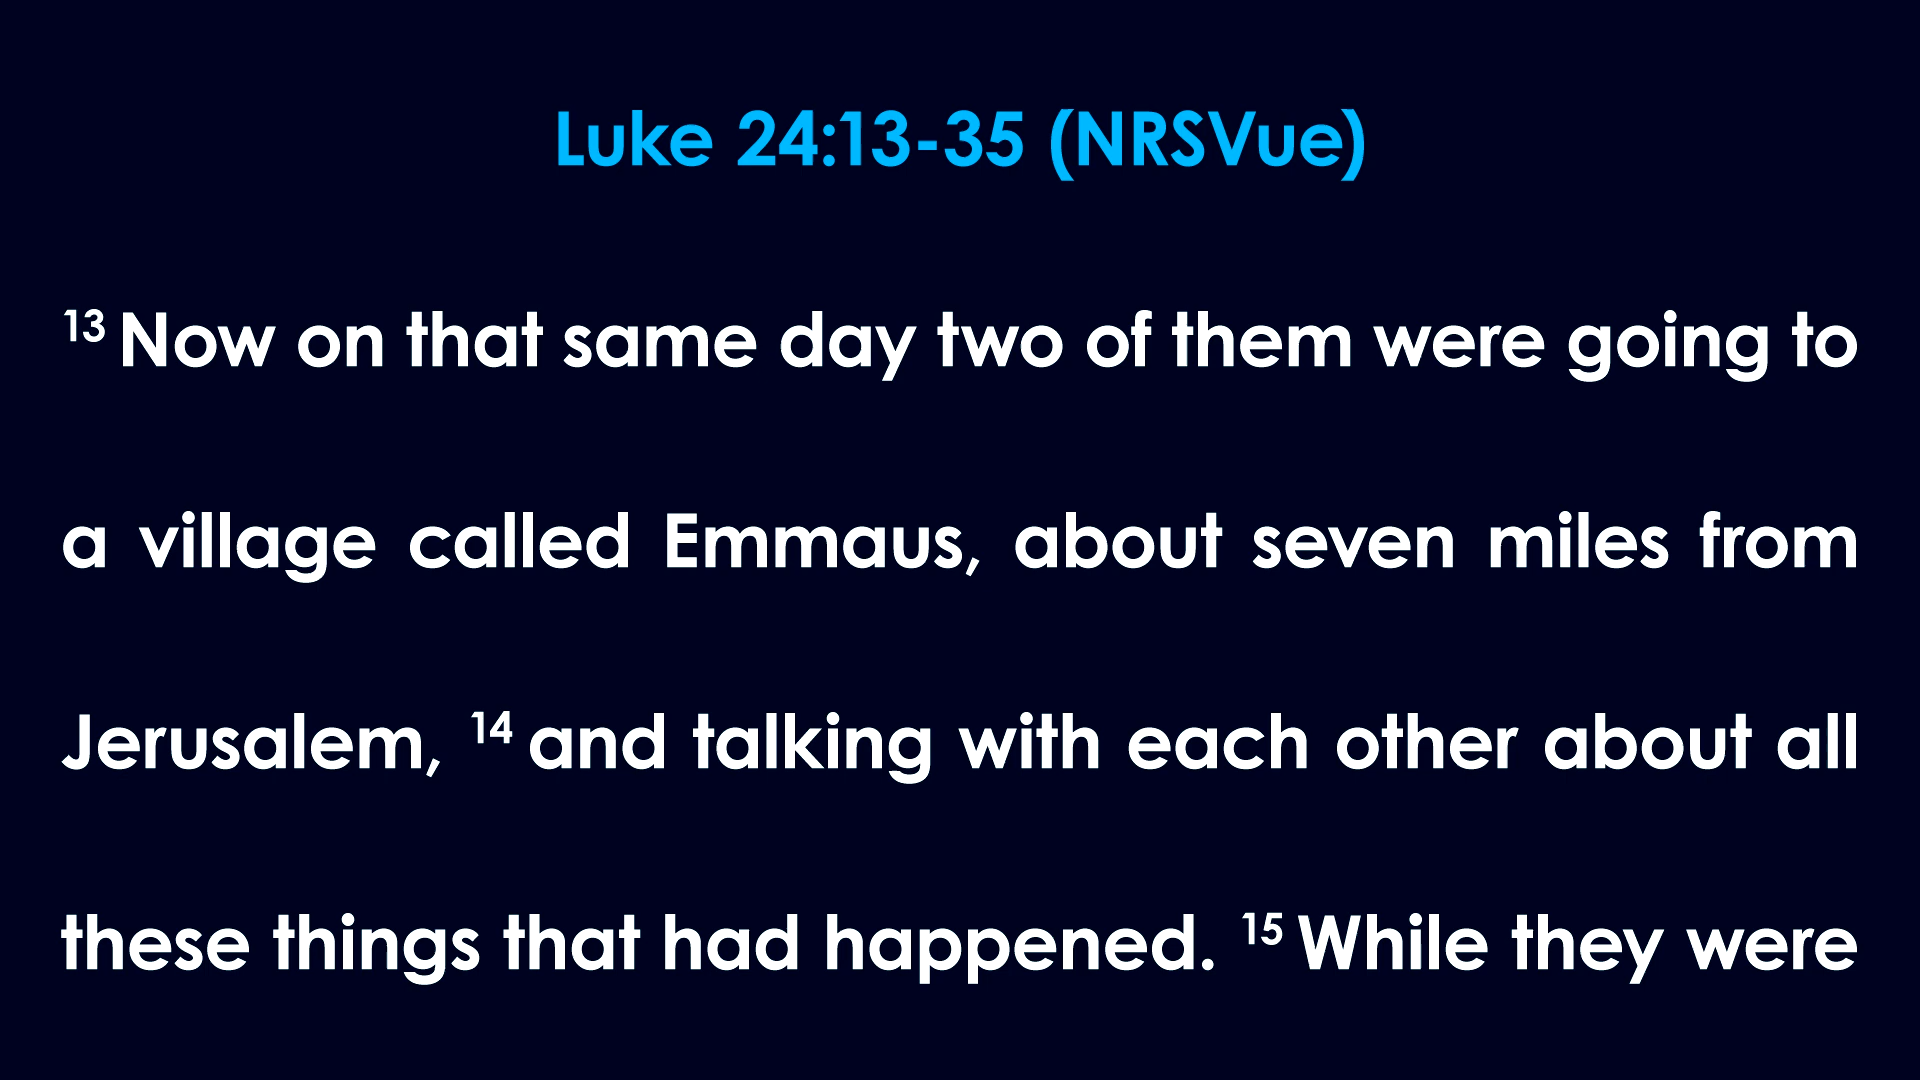 Luke 24:13-35 (NRSVue)
13 Now on that same day two of them were going to
a village called Emmaus, about seven miles from
Jerusalem, 14 and talking with each other about all
these things that had happened. 15 While they were